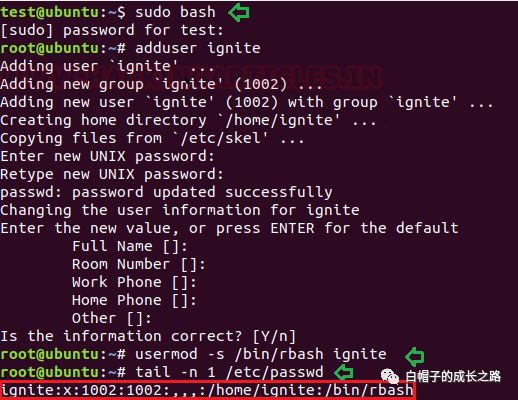 test@ubuntu:~$ sudo bash
[sudo] password for test:
root@ubuntu:~# adduser ignite
Adding user `ignite' ...
Adding new group `ignite' (1002) ...
Adding new user `ignite' (1002) with group `ignite' ...
Creating home directory `/home/ignite' ...
Copying files from `/etc/skel' ...
Enter new UNIX password:
Retype new UNIX password:
passwd: password updated successfully
Changing the user information for ignite
Enter the new value, or press ENTER for the default
Full Name []:
Room Number []:
Work Phone []:
Home Phone []:
Other []:
Is the information correct? [Y/n]
root@ubuntu:~# usermod -s /bin/rbash ignite
root@ubuntu:~# tail -n 1 /etc/passwd
ignite:x:1002:1002:,,,:/home/ignite:/bin/rbash
白帽子的成长之路